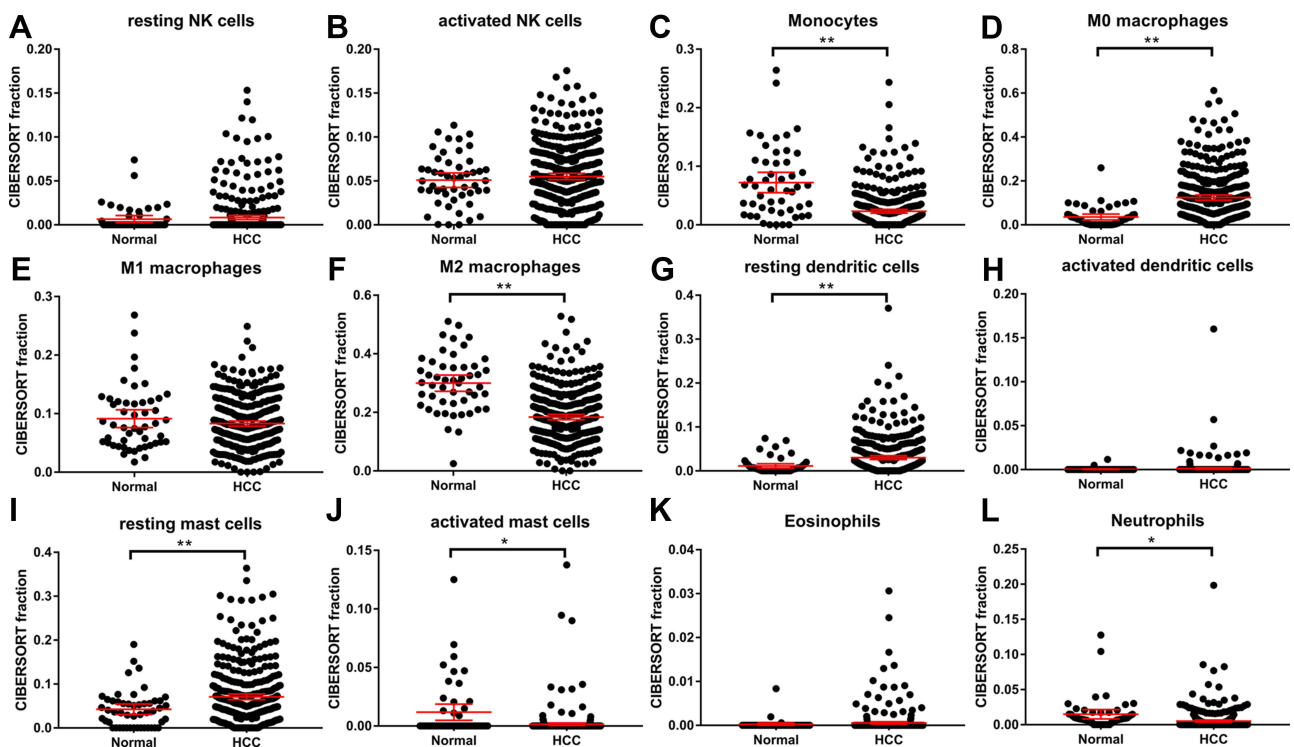 A
resting NK cells
CIBERSORT fraction
0.20
0.15
0.10
0.05
0.00
Normal
HCC
B
activated NK cells
CIBERSORT fraction
0.20
0.15
0.10
0.05
0.00
Normal
HCC
C
Monocytes
**
CIBERSORT fraction
0.3
0.2
0.1
0.0
Normal
HCC
D
M0 macrophages
**
CIBERSORT fraction
0.8
0.6
0.4
0.2
0.0
Normal
HCC
E
M1 macrophages
CIBERSORT fraction
0.3
0.2
0.1
0.0
Normal
HCC
F
M2 macrophages
**
CIBERSORT fraction
0.6
0.4
0.2
0.0
Normal
HCC
G
resting dendritic cells
**
CIBERSORT fraction
0.4
0.3
0.2
0.1
0.0
Normal
HCC
H
activated dendritic cells
CIBERSORT fraction
0.20
0.15
0.10
0.05
0.00
Normal
HCC
I
resting mast cells
**
CIBERSORT fraction
0.4
0.3
0.2
0.1
0.0
Normal
HCC
J
activated mast cells
*
CIBERSORT fraction
0.15
0.10
0.05
0.00
Normal
HCC
K
Eosinophils
CIBERSORT fraction
0.04
0.03
0.02
0.01
0.00
Normal
HCC
L
Neutrophils
*
CIBERSORT fraction
0.25
0.20
0.15
0.10
0.05
0.00
Normal
HCC